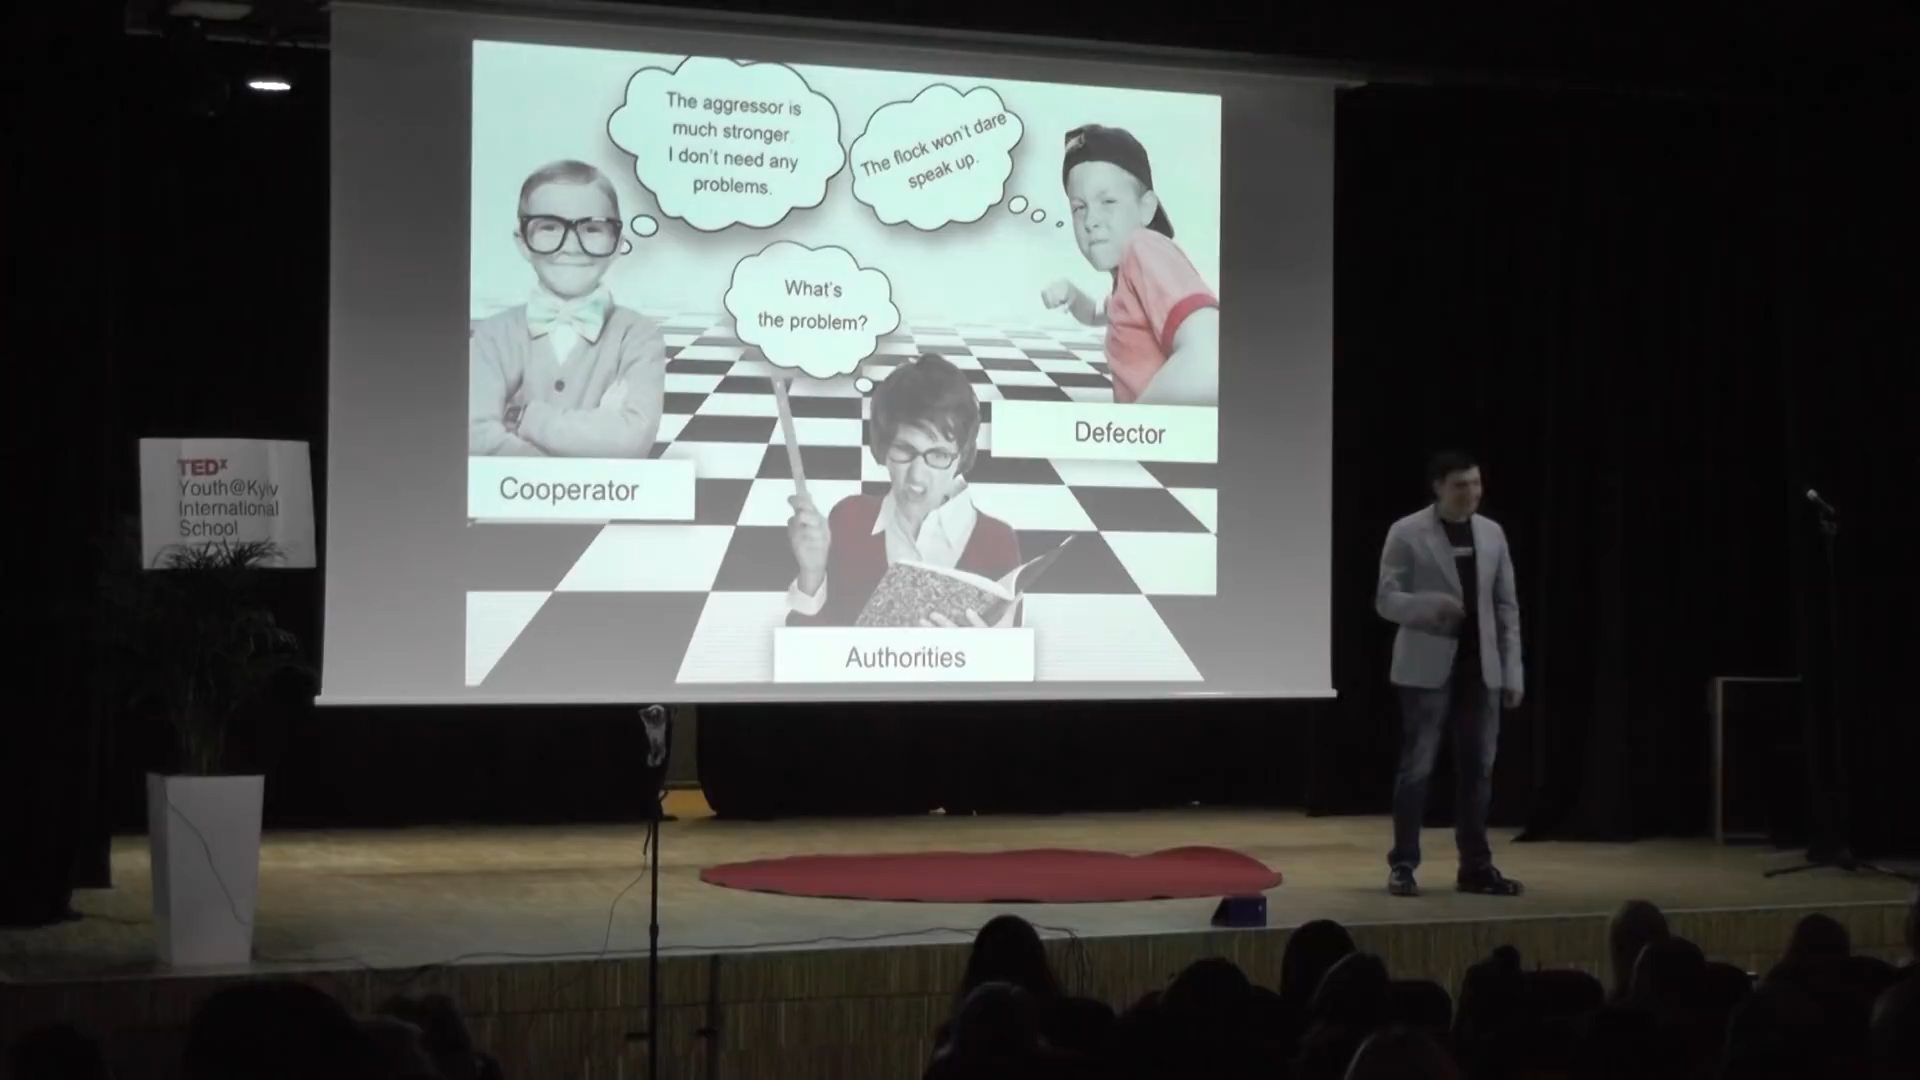 The aggressor is
much stronger.
I don't need any
problems.
The flock won't dare
speak up.
What's
the problem?
Cooperator
Defector
Authorities
TEDx
Youth@Kyiv
International
School